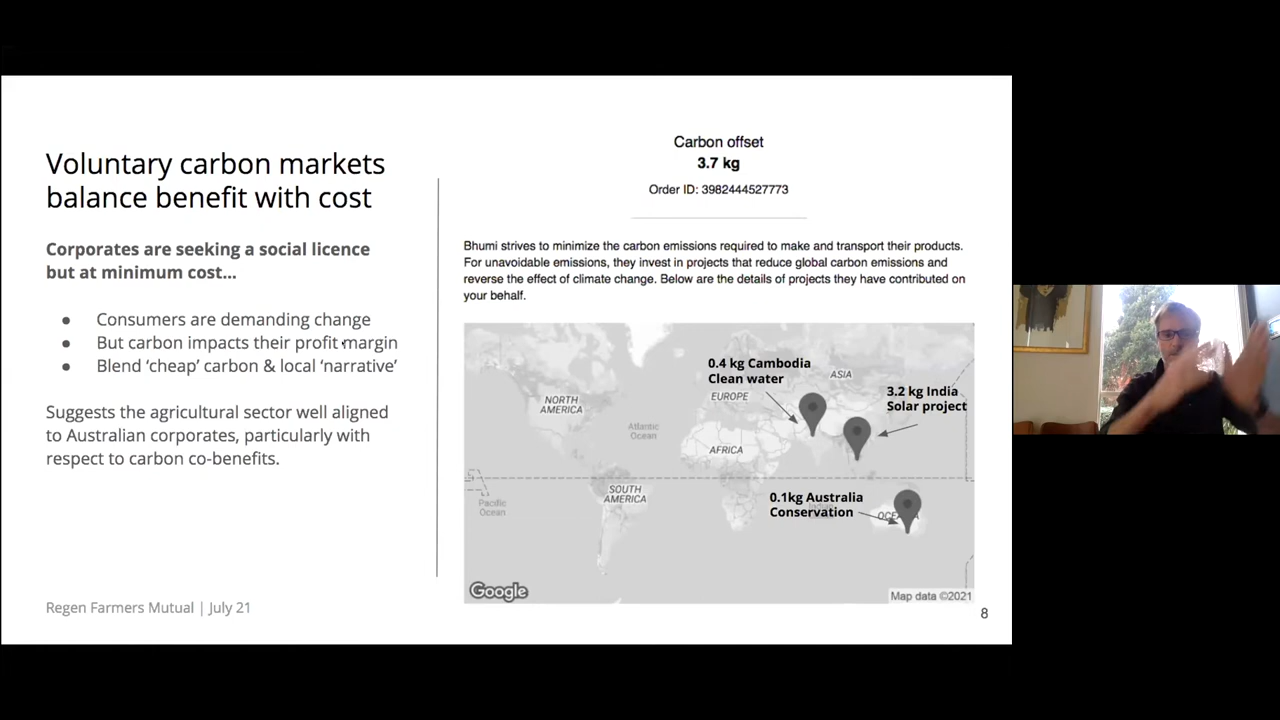 Voluntary carbon markets
balance benefit with cost
Corporates are seeking a social licence
but at minimum cost...
● Consumers are demanding change
● But carbon impacts their profit margin
● Blend ‘cheap’ carbon & local ‘narrative’
Suggests the agricultural sector well aligned
to Australian corporates, particularly with
respect to carbon co-benefits.
Regen Farmers Mutual | July 21
Carbon offset
3.7 kg
Order ID: 3982444527773
Bhumi strives to minimize the carbon emissions required to make and transport their products.
For unavoidable emissions, they invest in projects that reduce global carbon emissions and
reverse the effect of climate change. Below are the details of projects they have contributed on
your behalf.
0.4 kg Cambodia
Clean water
ASIA
3.2 kg India
Solar project
EUROPE
NORTH
AMERICA
Atlantic
Ocean
AFRICA
SOUTH
AMERICA
0.1kg Australia
Conservation
Pacific
Ocean
Google
Map data ©2021
8